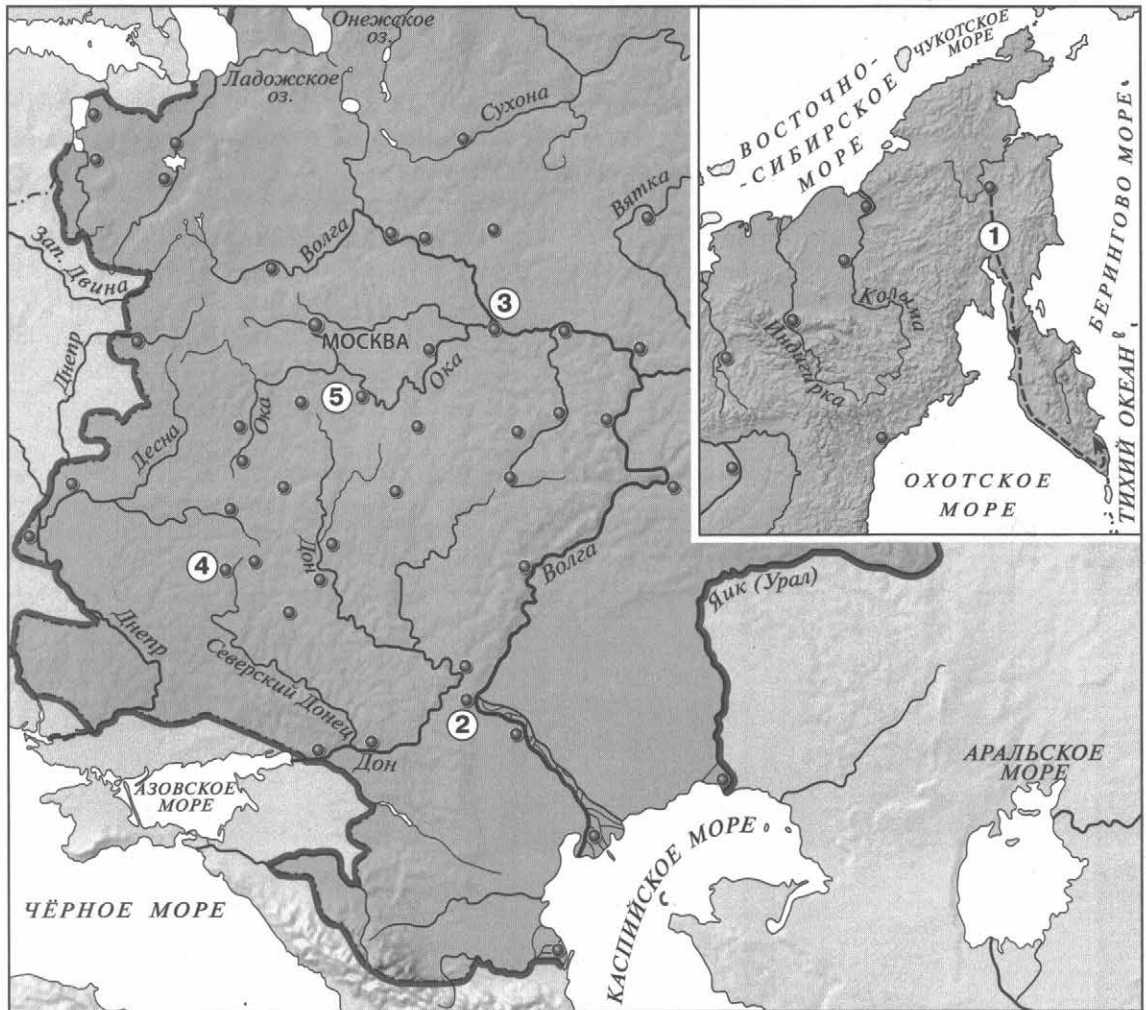 Онежское
оз.
Ладожское
оз.
Сухона
Вятка
Волга
Зап. Двина
3
МОСКВА
Днепр
Ока
5
Ока
Десна
4
Дон
Волга
Яик (Урал)
Днепр
Северский Донец
2
Дон
АЗОВСКОЕ
МОРЕ
ЧЁРНОЕ МОРЕ
КАСПИЙСКОЕ МОРЕ
АРАЛЬСКОЕ
МОРЕ
ЧУКОТСКОЕ
МОРЕ
ВОСТОЧНО-
-СИБИРСКОЕ
МОРЕ
1
Колыма
Индигирка
БЕРИНГОВО МОРЕ
ТИХИЙ ОКЕАН
ОХОТСКОЕ
МОРЕ